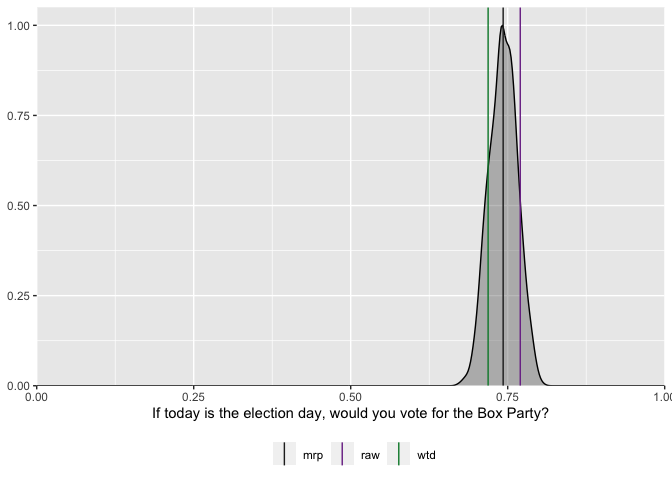 1.00
0.75
0.50
0.25
0.00
0.00 0.25 0.50 0.75 1.00
If today is the election day, would you vote for the Box Party?
mrp raw wtd